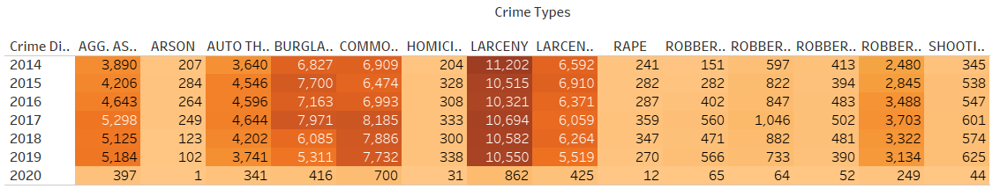 Crime Types
Crime Di.. AGG. AS.. ARSON AUTO TH.. BURGLA.. COMMO.. HOMICI.. LARCENY LARCEN.. RAPE ROBBER.. ROBBER.. ROBBER.. ROBBER.. SHOOTI..
2014 3,890 207 3,640 6,827 6,909 204 11,202 6,592 241 151 597 413 2,480 345
2015 4,206 284 4,546 7,700 6,474 328 10,515 6,910 282 282 822 394 2,845 538
2016 4,643 264 4,596 7,163 6,993 308 10,321 6,371 287 402 847 483 3,488 547
2017 5,298 249 4,644 7,971 8,185 333 10,694 6,059 359 560 1,046 502 3,703 601
2018 5,125 123 4,202 6,085 7,886 300 10,582 6,264 347 471 882 481 3,322 574
2019 5,184 102 3,741 5,311 7,732 338 10,550 5,519 270 566 733 390 3,134 625
2020 397 1 341 416 700 31 862 425 12 65 64 52 249 44